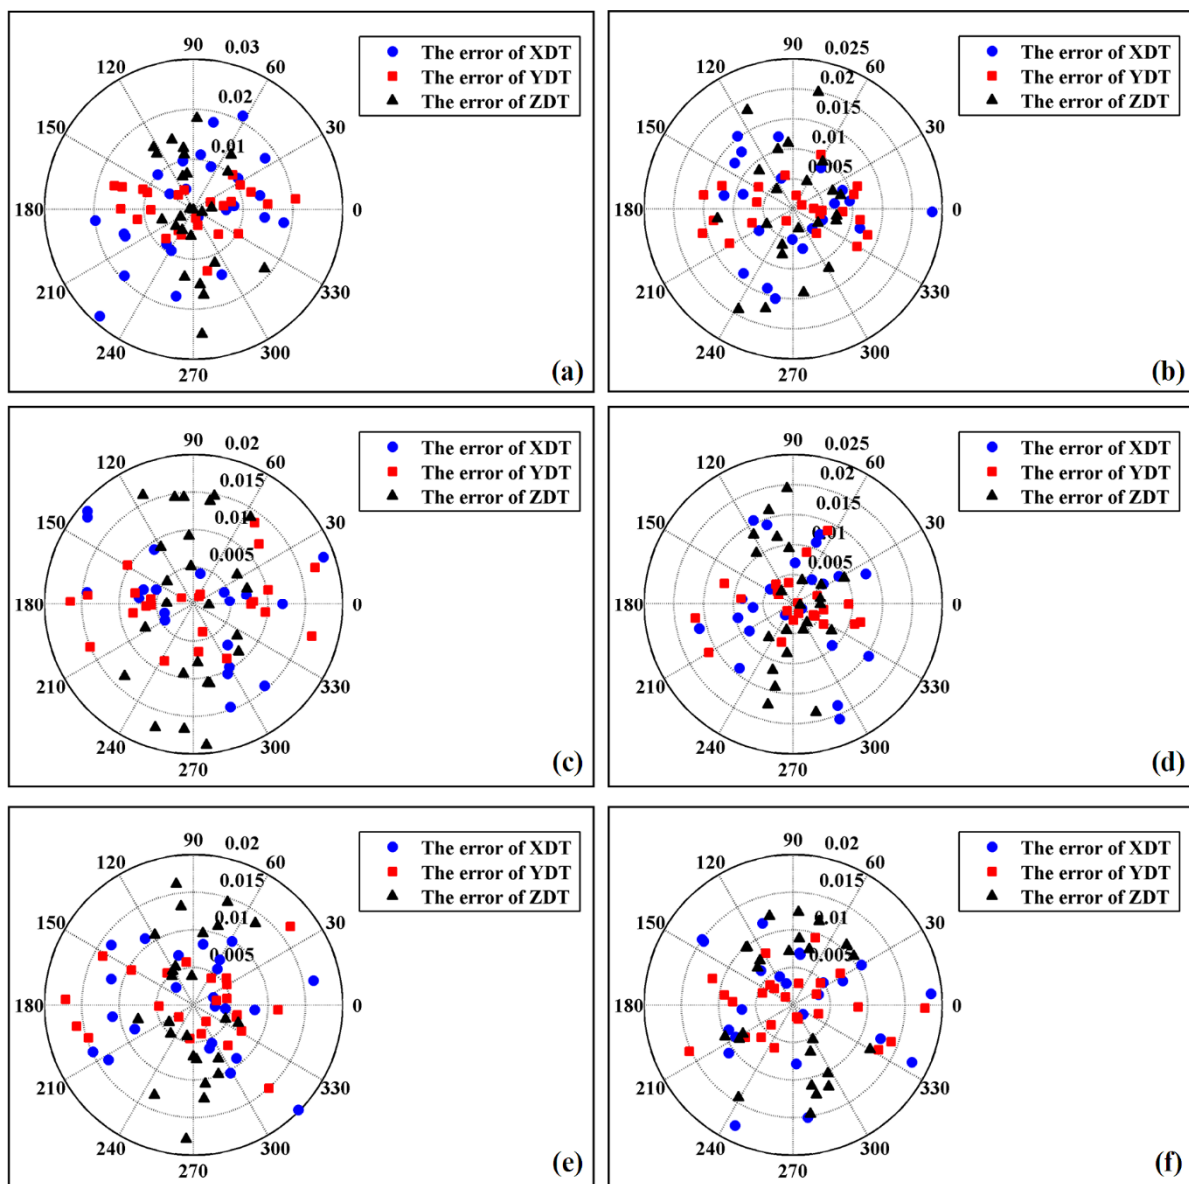 90 0.03
120 60
0.02
150 30
0.01
180 0
210 330
240 300
270
The error of XDT
The error of YDT
The error of ZDT
(a)
90 0.025
120 0.02 60
0.015
150 0.01 30
0.005
180 0
210 330
240 300
270
The error of XDT
The error of YDT
The error of ZDT
(b)
90 0.02
120 60
0.015
150 0.01 30
0.005
180 0
210 330
240 300
270
The error of XDT
The error of YDT
The error of ZDT
(c)
90 0.025
120 0.02 60
0.015
150 0.01 30
0.005
180 0
210 330
240 300
270
The error of XDT
The error of YDT
The error of ZDT
(d)
90 0.02
120 60
0.015
150 0.01 30
0.005
180 0
210 330
240 300
270
The error of XDT
The error of YDT
The error of ZDT
(e)
90 0.02
120 60
0.015
150 0.01 30
0.005
180 0
210 330
240 300
270
The error of XDT
The error of YDT
The error of ZDT
(f)